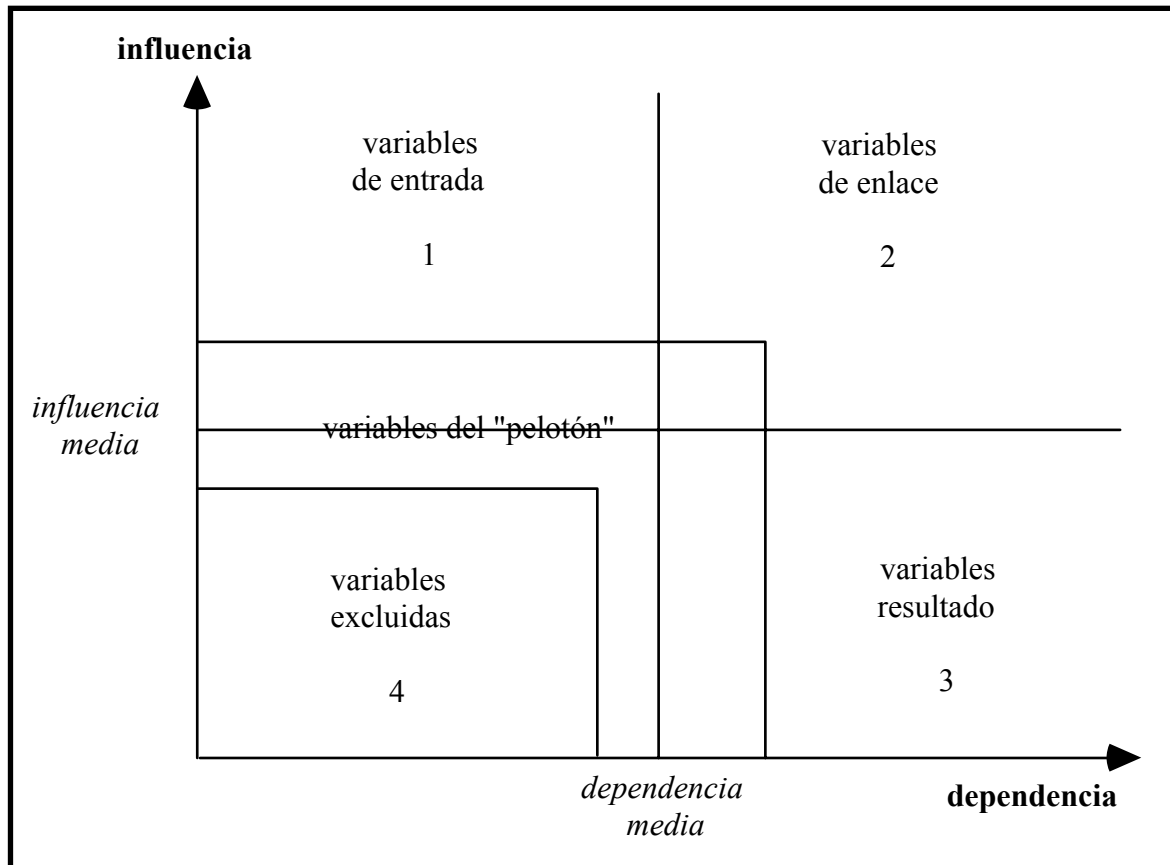 influencia
variables
de entrada
1
variables
de enlace
2
influencia
media
variables del "pelotón"
variables
excluidas
4
variables
resultado
3
dependencia
media
dependencia